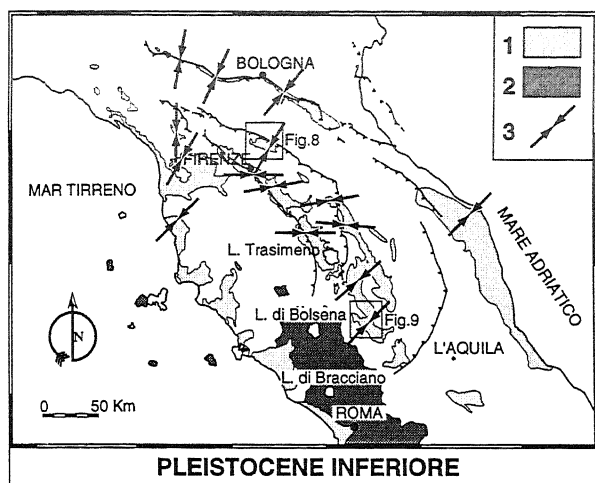 BOLOGNA
1
2
3
Fig.8
FIRENZE
MAR TIRRENO
MARE ADRIATICO
L. Trasimeno
L. di Bolsena
Fig.9
N
L'AQUILA
L. di Bracciano
0 50 Km
ROMA
PLEISTOCENE INFERIORE